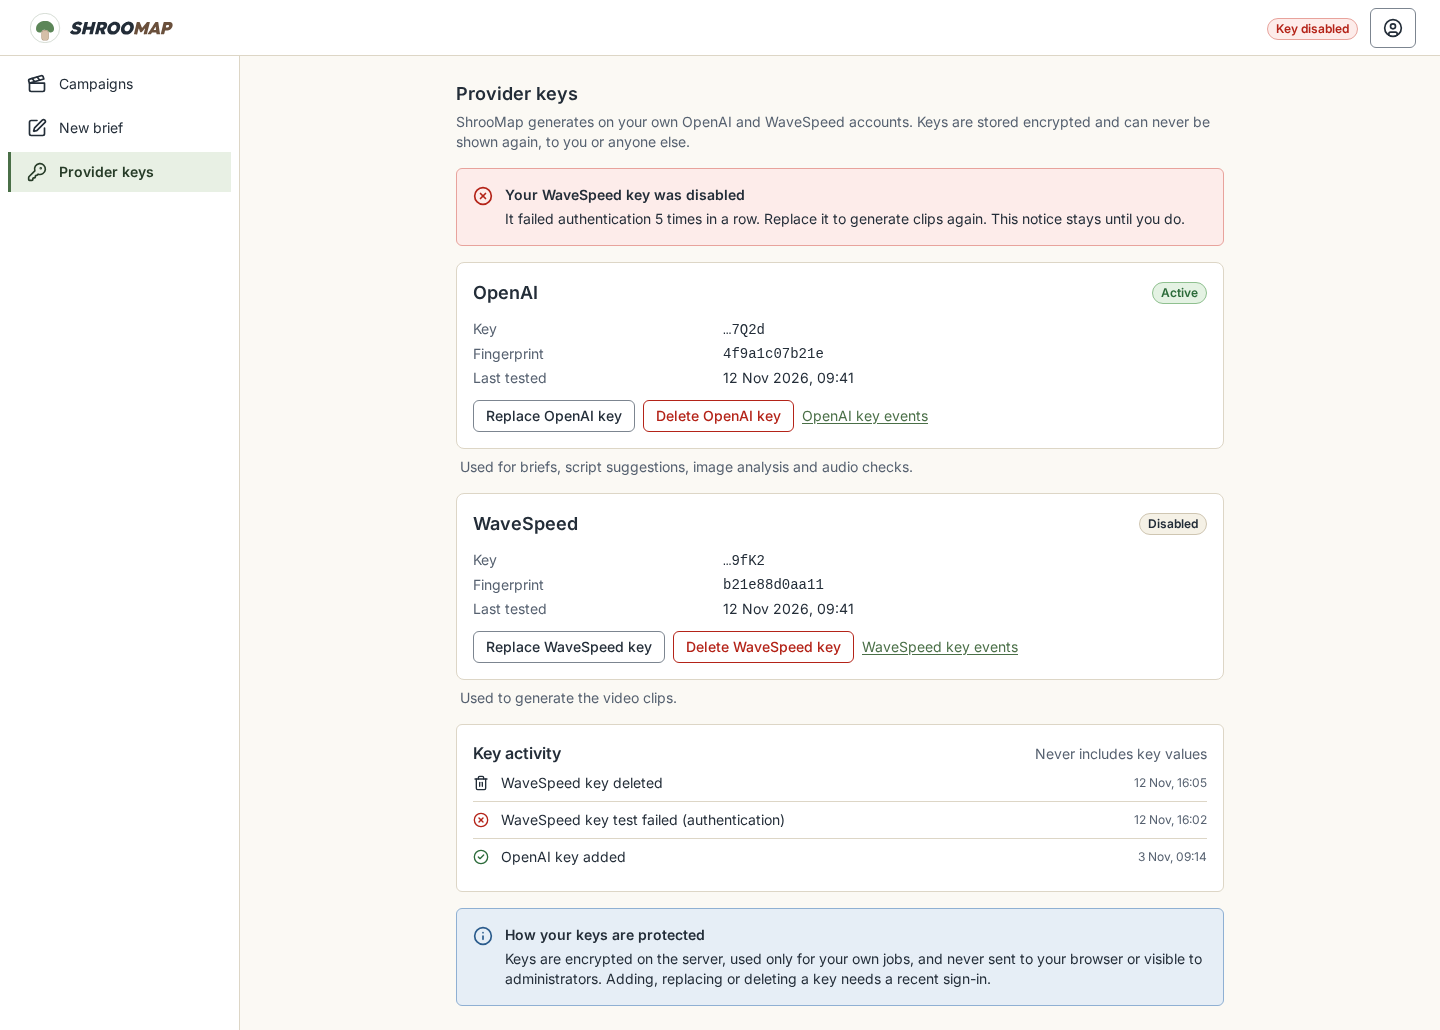 SHROOMAP
Key disabled
Campaigns
New brief
Provider keys
Provider keys
ShrooMap generates on your own OpenAI and WaveSpeed accounts. Keys are stored encrypted and can never be
shown again, to you or anyone else.
Your WaveSpeed key was disabled
It failed authentication 5 times in a row. Replace it to generate clips again. This notice stays until you do.
OpenAI
Active
Key …7Q2d
Fingerprint 4f9a1c07b21e
Last tested 12 Nov 2026, 09:41
Replace OpenAI key Delete OpenAI key OpenAI key events
Used for briefs, script suggestions, image analysis and audio checks.
WaveSpeed
Disabled
Key …9fK2
Fingerprint b21e88d0aa11
Last tested 12 Nov 2026, 09:41
Replace WaveSpeed key Delete WaveSpeed key WaveSpeed key events
Used to generate the video clips.
Key activity Never includes key values
WaveSpeed key deleted 12 Nov, 16:05
WaveSpeed key test failed (authentication) 12 Nov, 16:02
OpenAI key added 3 Nov, 09:14
How your keys are protected
Keys are encrypted on the server, used only for your own jobs, and never sent to your browser or visible to
administrators. Adding, replacing or deleting a key needs a recent sign-in.